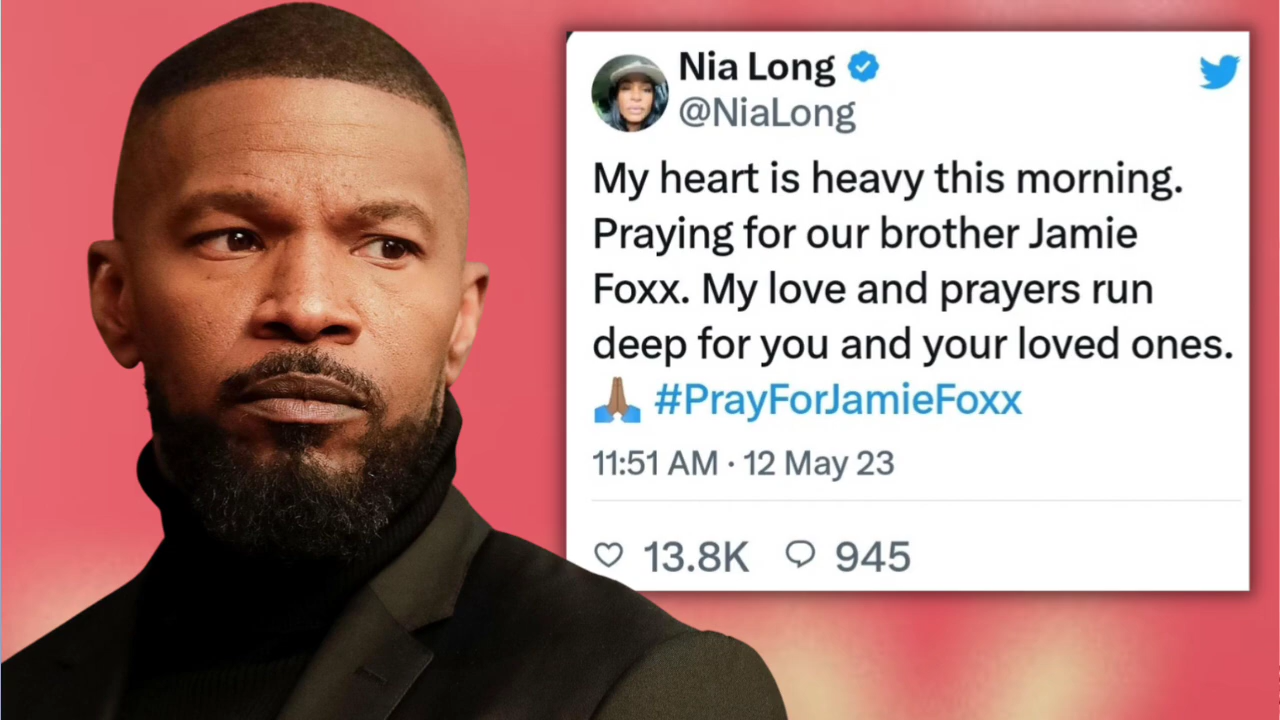 Nia Long
@NiaLong
My heart is heavy this morning.
Praying for our brother Jamie
Foxx. My love and prayers run
deep for you and your loved ones.
🙏🏾 #PrayForJamieFoxx
11:51 AM · 12 May 23
13.8K 945